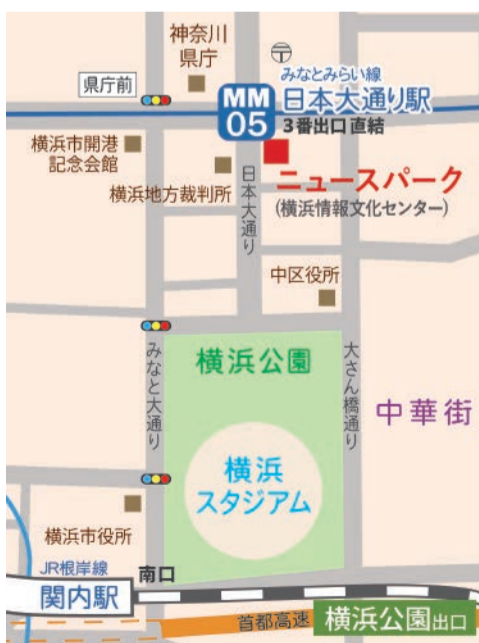 神奈川
県庁
〒
県庁前
みなとみらい線
MM
05
日本大通り駅
3番出口直結
横浜市開港
記念会館
横浜地方裁判所
日本大通り
ニュースパーク
(横浜情報文化センター)
中区役所
みなと大通り
横浜公園
大さん橋通り
中華街
横浜
スタジアム
横浜市役所
JR根岸線
南口
関内駅
首都高速
横浜公園出口